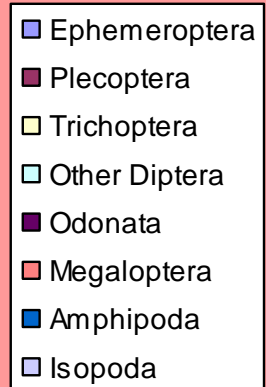 Ephemeroptera
Plecoptera
Trichoptera
Other Diptera
Odonata
Megaloptera
Amphipoda
Isopoda